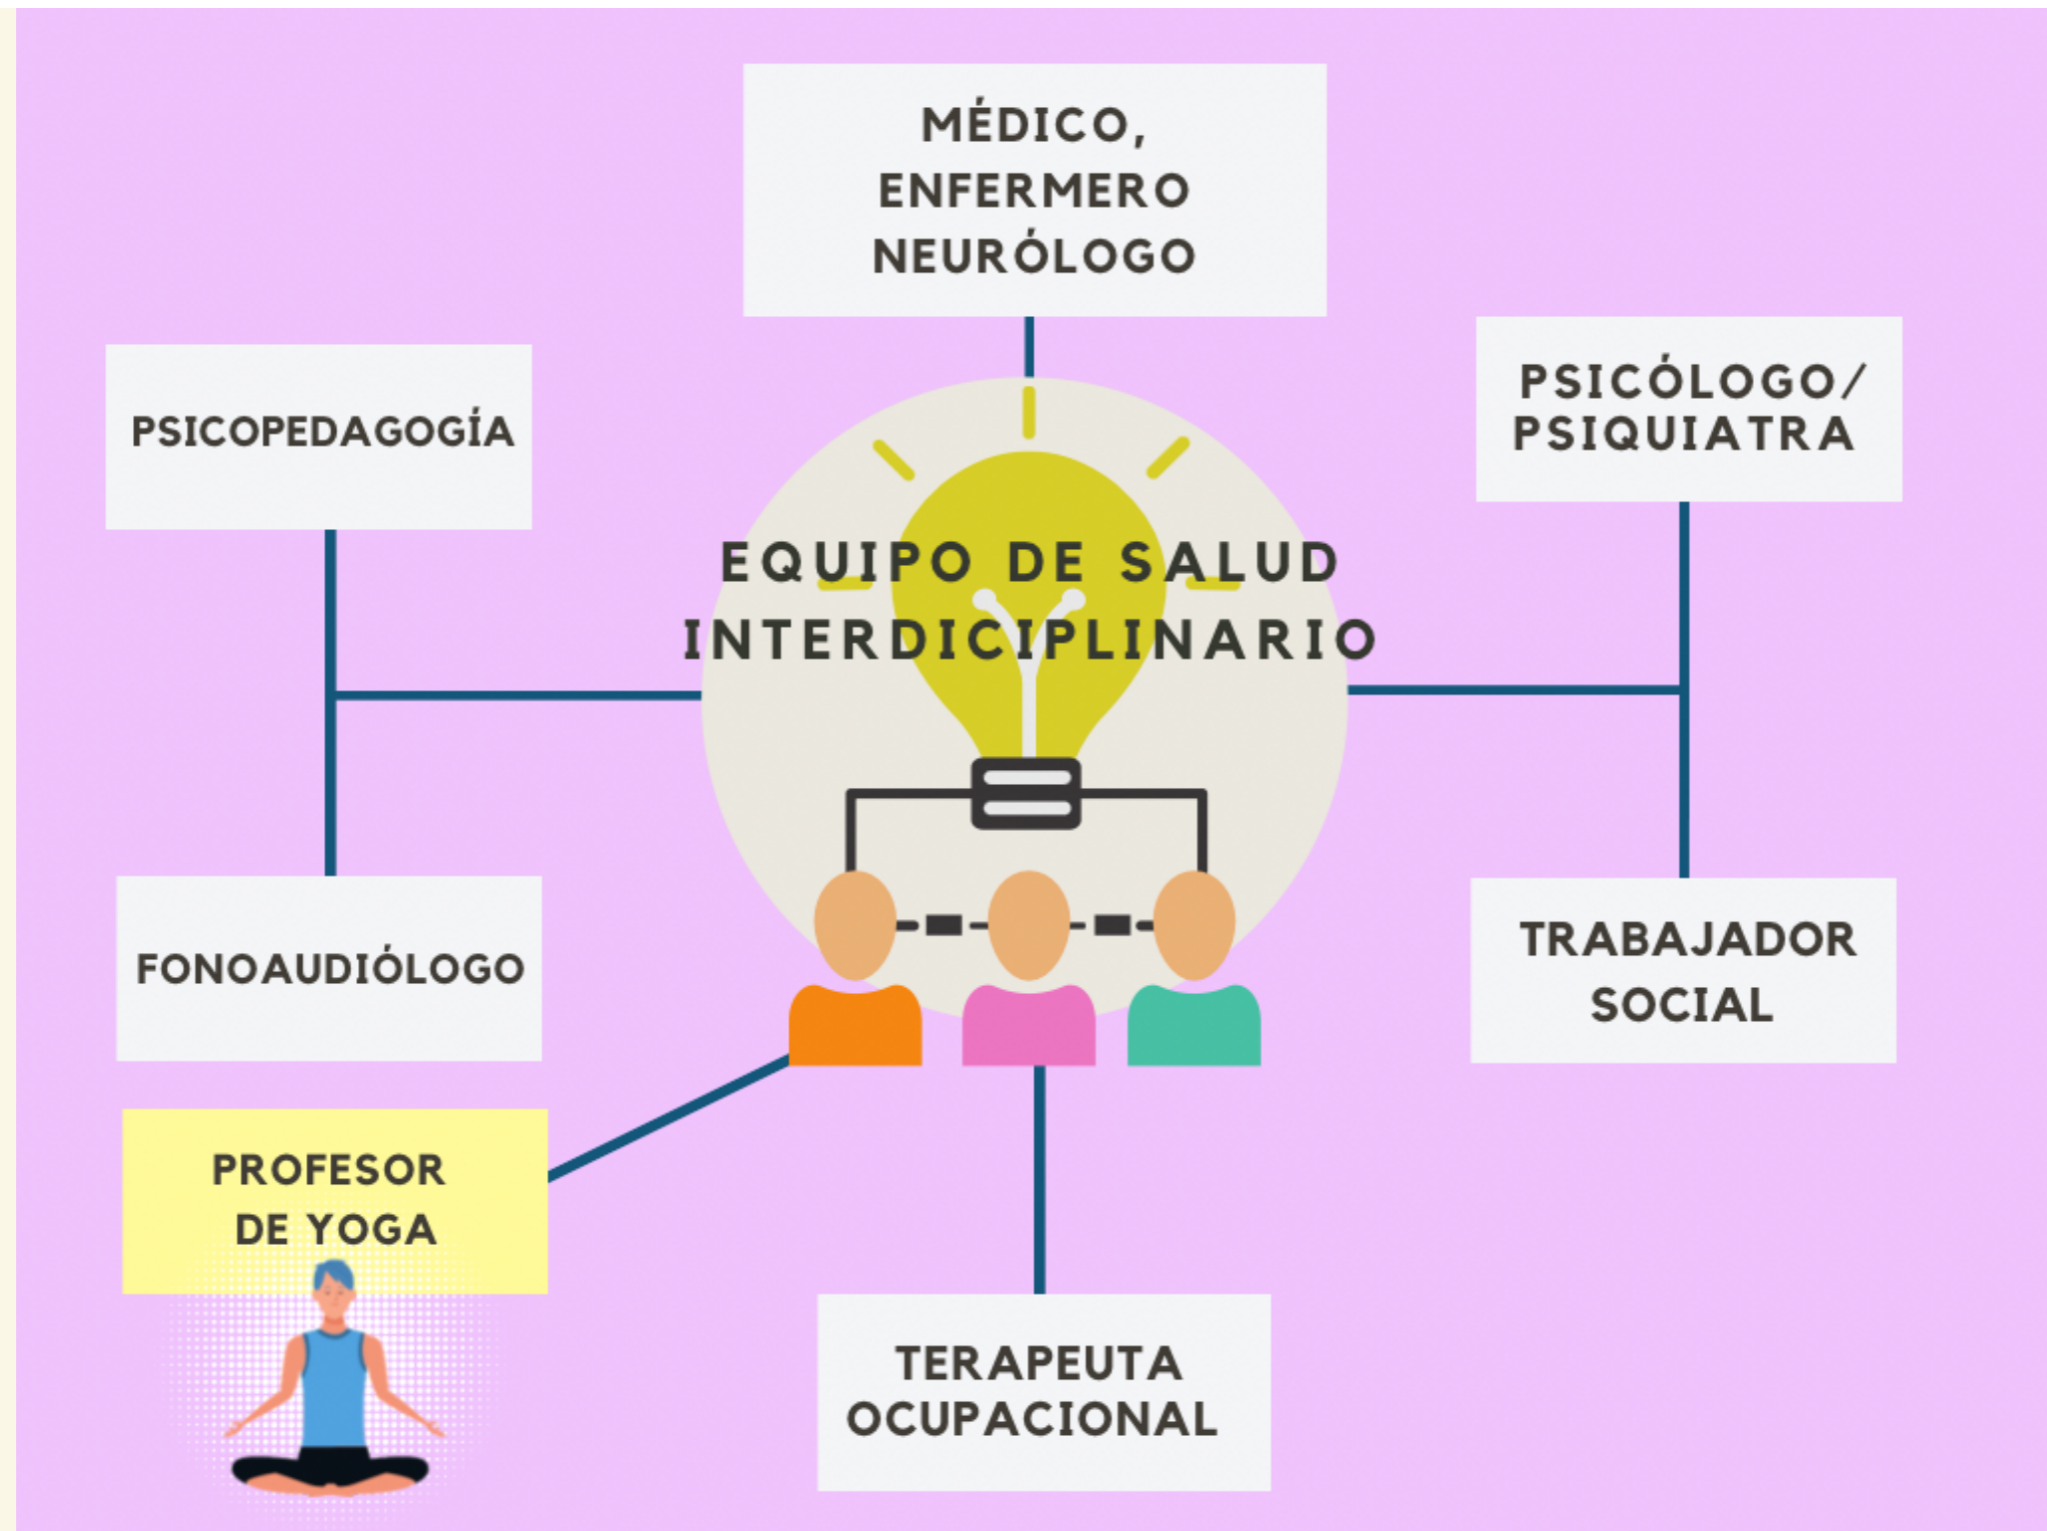 MÉDICO,
ENFERMERO
NEURÓLOGO
PSICOPEDAGOGÍA
PSICÓLOGO/
PSIQUIATRA
EQUIPO DE SALUD
INTERDICIPLINARIO
FONOAUDIÓLOGO
TRABAJADOR
SOCIAL
PROFESOR
DE YOGA
TERAPEUTA
OCUPACIONAL